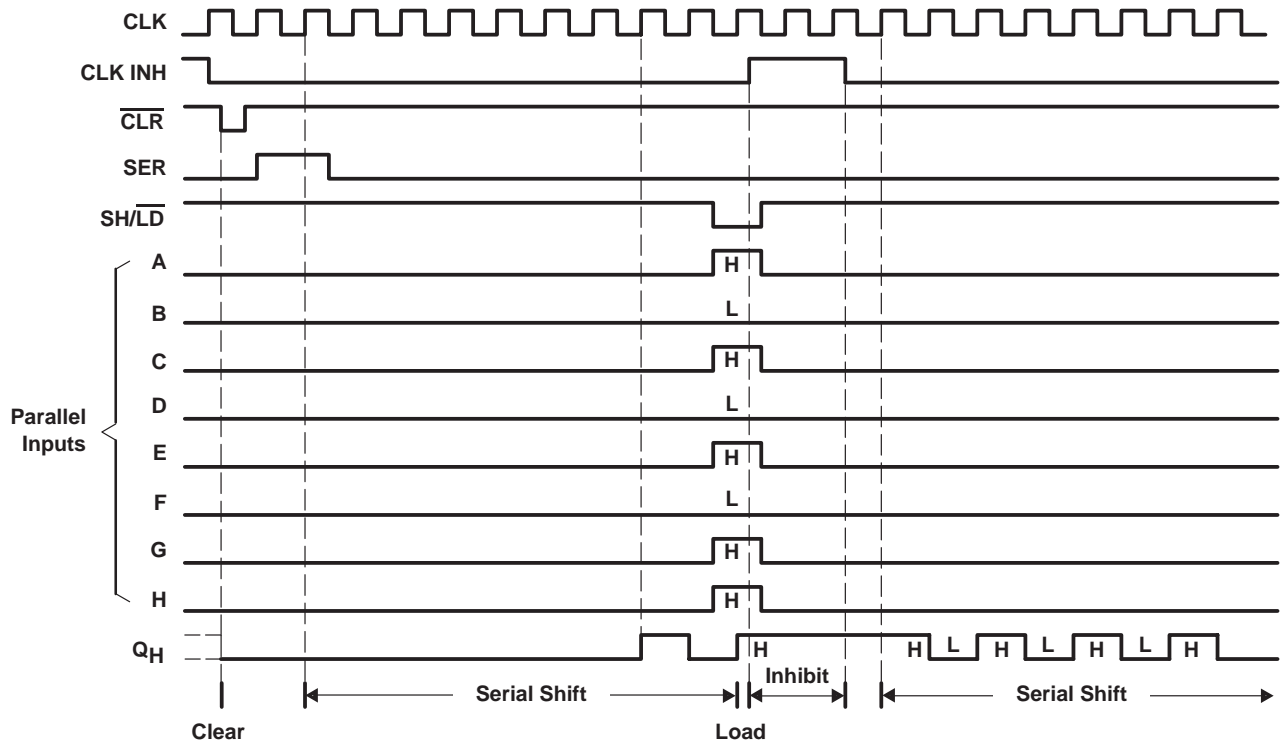 CLK
CLK INH
CLR
SER
SH/LD
A
H
B
L
C
H
Parallel
Inputs
D
L
E
H
F
L
G
H
H
H
QH
H
H
L
H
L
H
L
H
Inhibit
Serial Shift
Serial Shift
Clear
Load